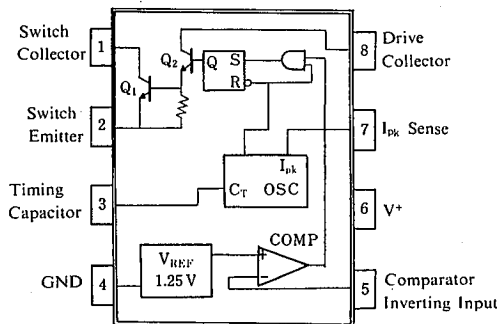 Switch
Collector
1
Q₁
Q₂
Q
S
R
8
Drive
Collector
Switch
Emitter
2
7
Ipk Sense
Ipk
CT OSC
Timing
Capacitor
3
6
V⁺
COMP
VREF
1.25 V
+
−
GND
4
5
Comparator
Inverting Input